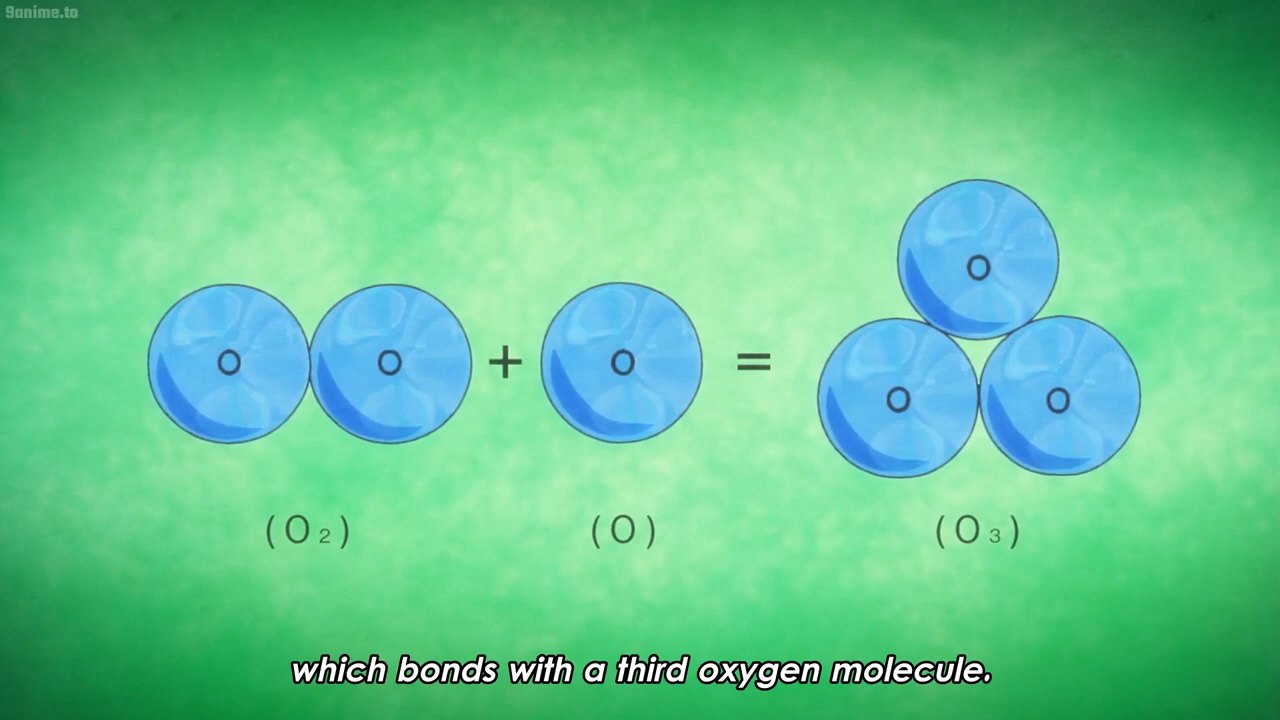 9anime.to
O
O O + O = O O
(O₂) (O) (O₃)
which bonds with a third oxygen molecule.